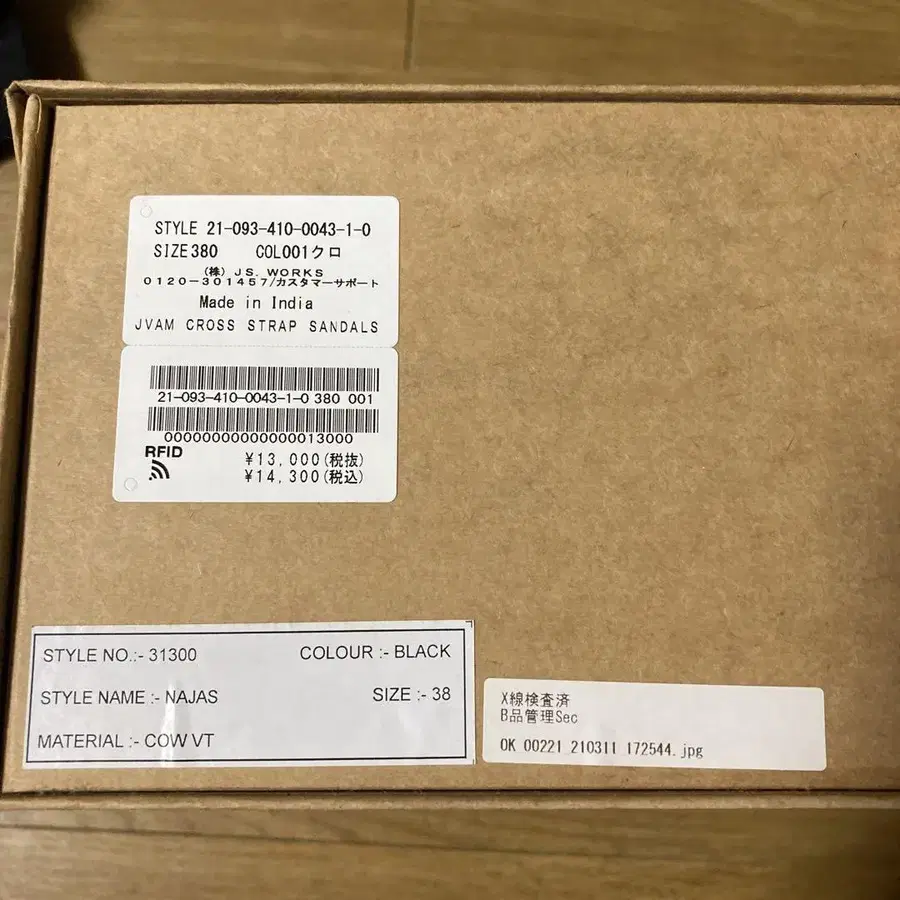 STYLE 21-093-410-0043-1-0
SIZE380 COL001クロ
(株) J S. WORKS
0120-301457/カスタマーサポート
Made in India
JVAM CROSS STRAP SANDALS
21-093-410-0043-1-0 380 001
00000000000000013000
RFID
¥13,000(税抜)
¥14,300(税込)
STYLE NO.:- 31300 COLOUR :- BLACK
STYLE NAME :- NAJAS SIZE :- 38
MATERIAL :- COW VT
X線検査済
B品管理Sec
OK 00221 210311 172544.jpg